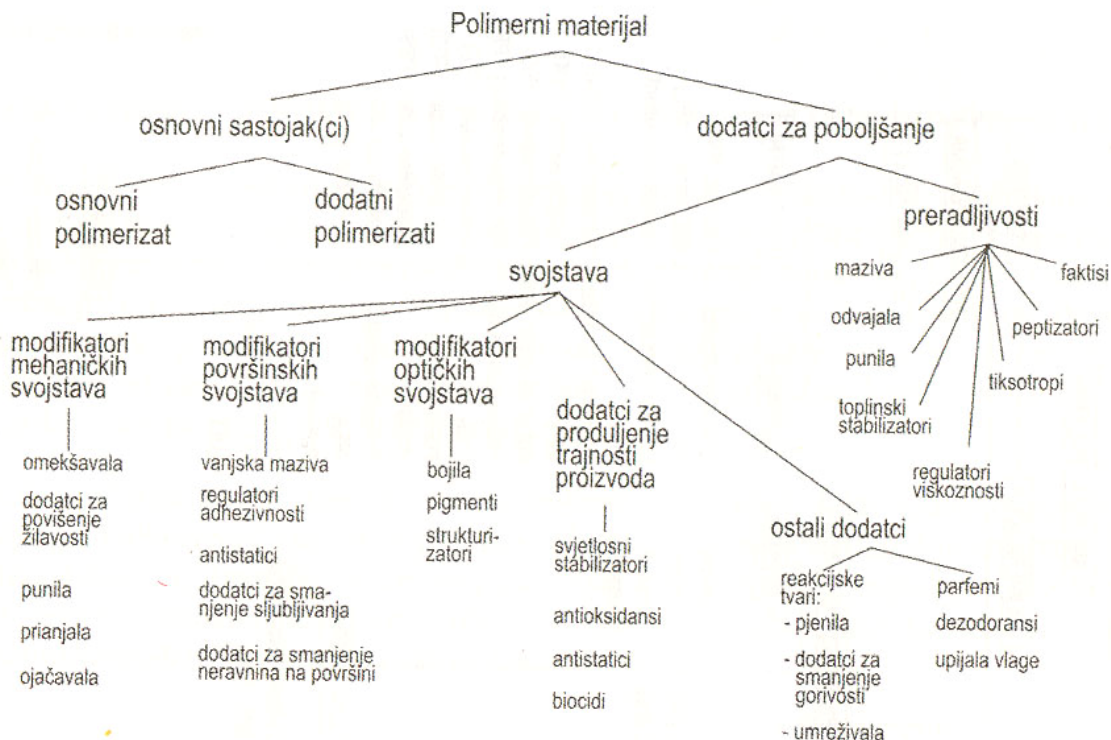 Polimerni materijal
osnovni sastojak(ci)
dodatci za poboljšanje
osnovni
polimerizat
dodatni
polimerizati
svojstava
preradljivosti
maziva
odvajala
punila
toplinski
stabilizatori
regulatori
viškoznosti
tiksotropi
peptizatori
faktisi
modifikatori
mehaničkih
svojstava
omekšavala
dodatci za
povišenje
žilavosti
punila
prianjala
ojačavala
modifikatori
površinskih
svojstava
vanjska maziva
regulatori
adhezivnosti
antistatici
dodatci za sma-
njenje sljubljivanja
dodatci za smanjenje
neravnina na površini
modifikatori
optičkih
svojstava
bojila
pigmenti
strukturi-
zatori
dodatci za
produljenje
trajnosti
proizvoda
svjetlosni
stabilizatori
antioksidansi
antistatici
biocidi
ostali dodatci
reakcijske
tvari:
- pjenila
- dodatci za
smanjenje
gorivosti
- umreživala
parfemi
dezodoransi
upijala vlage